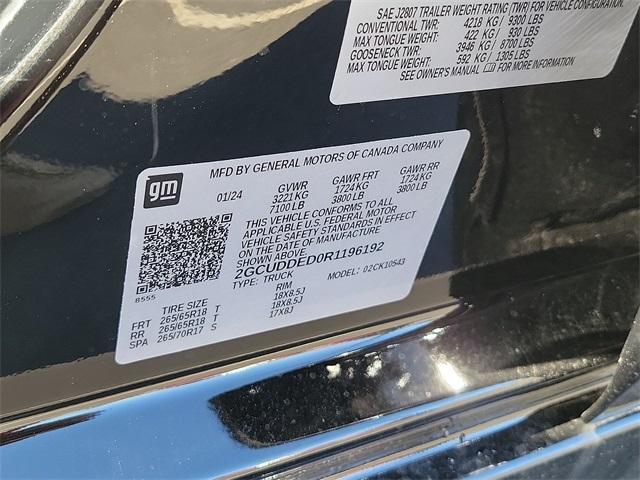 SAE J2807 TRAILER WEIGHT RATING (TWR) FOR VEHICLE CONFIGURATION.
CONVENTIONAL TWR: 4218 KG / 9300 LBS
MAX TONGUE WEIGHT: 422 KG / 930 LBS
GOOSENECK TWR: 3946 KG / 8700 LBS
MAX TONGUE WEIGHT: 592 KG / 1305 LBS
SEE OWNER'S MANUAL FOR MORE INFORMATION
gm
MFD BY GENERAL MOTORS OF CANADA COMPANY
01/24 GVWR GAWR FRT GAWR RR
3221 KG 1724 KG 1724 KG
7100 LB 3800 LB 3800 LB
THIS VEHICLE CONFORMS TO ALL
APPLICABLE U.S. FEDERAL MOTOR
VEHICLE SAFETY STANDARDS IN EFFECT
ON THE DATE OF MANUFACTURE
SHOWN ABOVE.
2GCUDDED0R1196192
TYPE: TRUCK MODEL: 02CK10543
8555
TIRE SIZE RIM
FRT 265/65R18 T 18X8.5J
RR 265/65R18 T 18X8.5J
SPA 265/70R17 S 17X8J